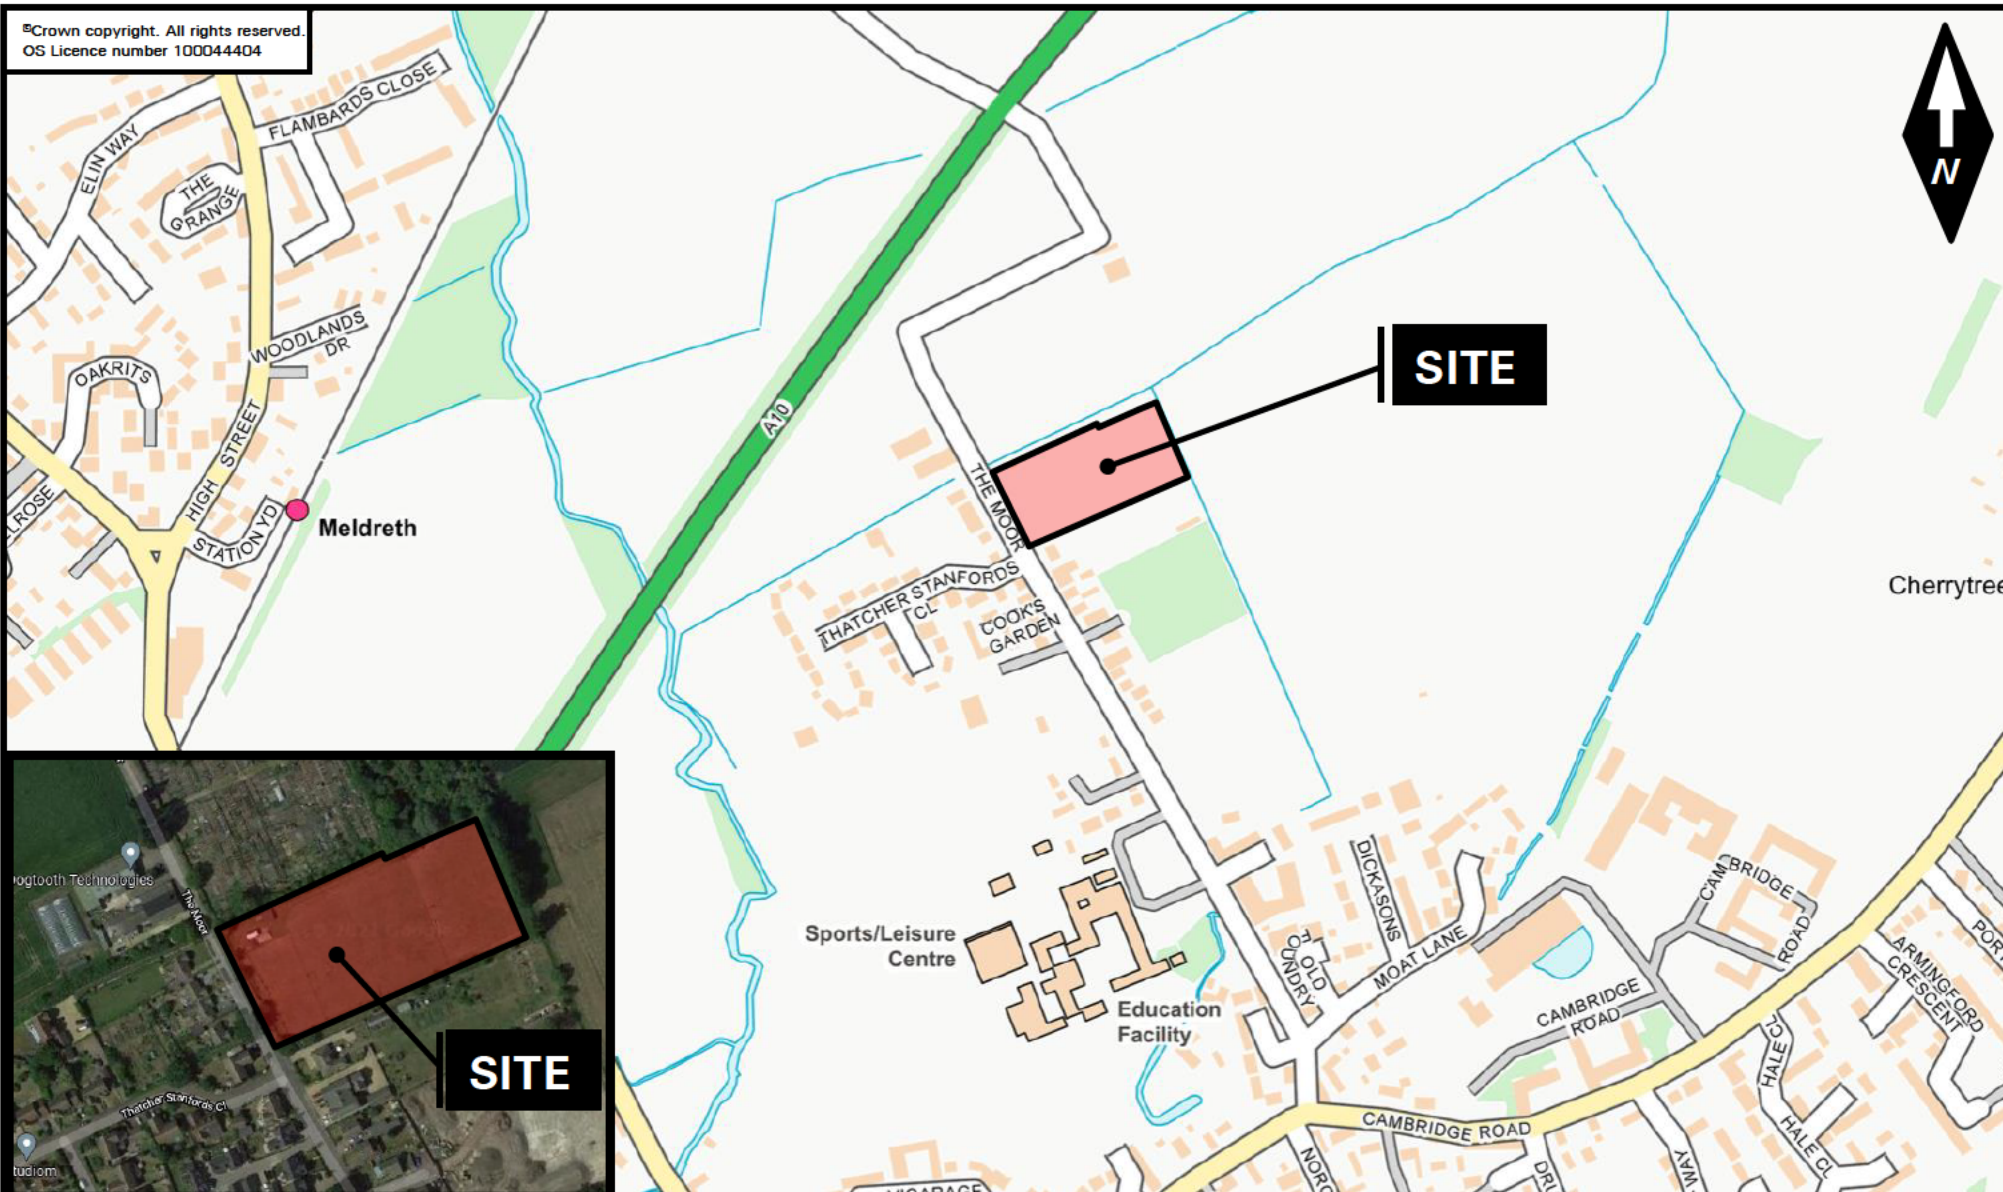 ©Crown copyright. All rights reserved.
OS Licence number 100044404
FLAMBARDS CLOSE
ELIN WAY
THE
GRANGE
N
WOODLANDS
DR
OAKRITS
HIGH STREET
STATION YD
Meldreth
A10
SITE
THE MOOR
THATCHER STANFORDS
CL
COOK'S
GARDEN
Cherrytree
Sports/Leisure
Centre
Education
Facility
DICKASONS
OLD
MOAT LANE
CAMBRIDGE
ROAD
CAMBRIDGE
ROAD
ARMINGFORD
CRESCENT
HALE CL
HALE CL
CAMBRIDGE ROAD
WAY
The Moor
Thatcher Stanfords Cl
SITE